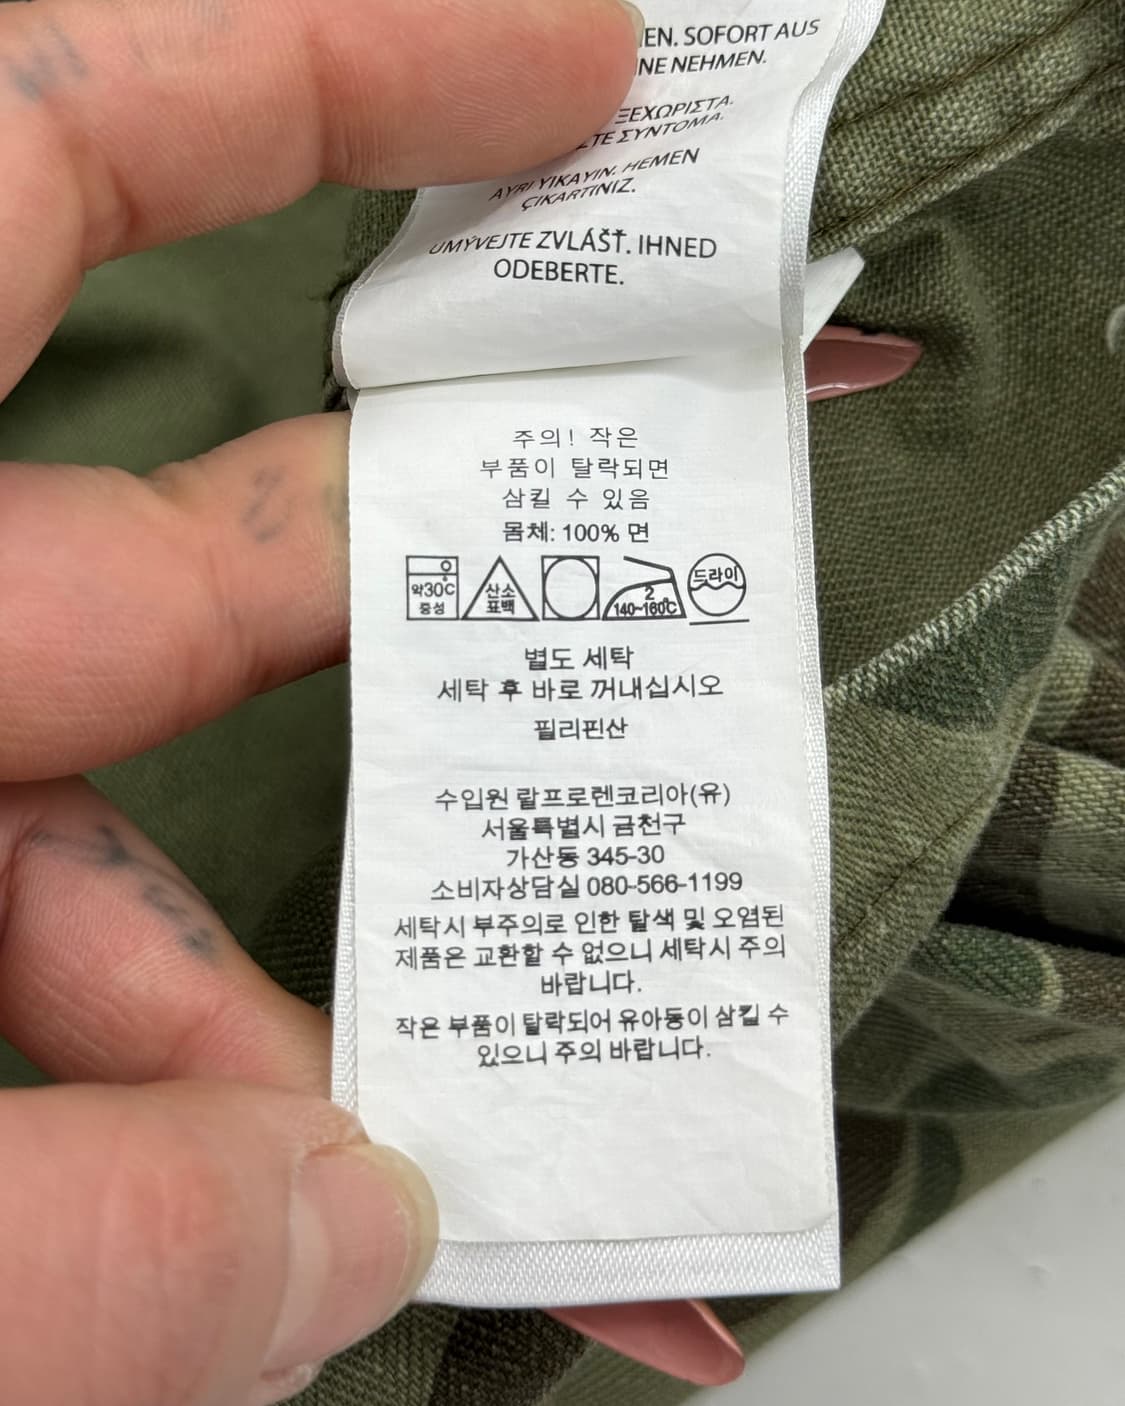 EN. SOFORT AUS
NE NEHMEN.
ΞΕΧΩΡΙΣΤΑ.
ΤΕ ΣΥΝΤΟΜΑ.
AYRI YIKAYIN. HEMEN
ÇIKARTINIZ.
UMÝVEJTE ZVLÁŠŤ. IHNED
ODEBERTE.
주의! 작은
부품이 탈락되면
삼킬 수 있음
몸체: 100% 면
약30℃
중성
산소
표백
2
140~160℃
드라이
별도 세탁
세탁 후 바로 꺼내십시오
필리핀산
수입원 랄프로렌코리아(유)
서울특별시 금천구
가산동 345-30
소비자상담실 080-566-1199
세탁시 부주의로 인한 탈색 및 오염된
제품은 교환할 수 없으니 세탁시 주의
바랍니다.
작은 부품이 탈락되어 유아동이 삼킬 수
있으니 주의 바랍니다.